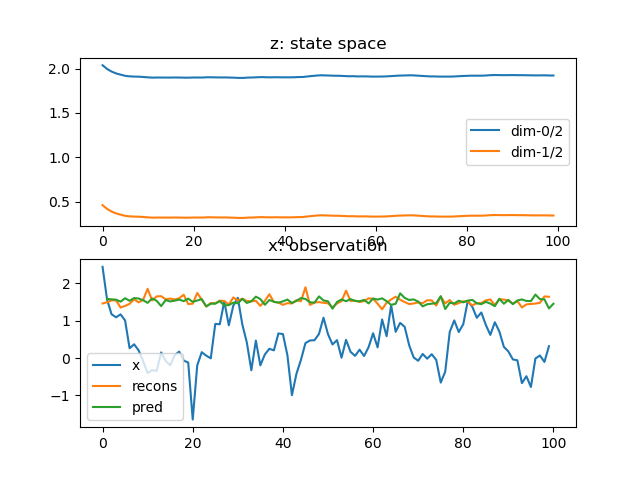 z: state space
2.0
1.5
1.0
0.5
dim-0/2
dim-1/2
0 20 40 60 80 100
x: observation
2
1
0
−1
x
recons
pred
0 20 40 60 80 100